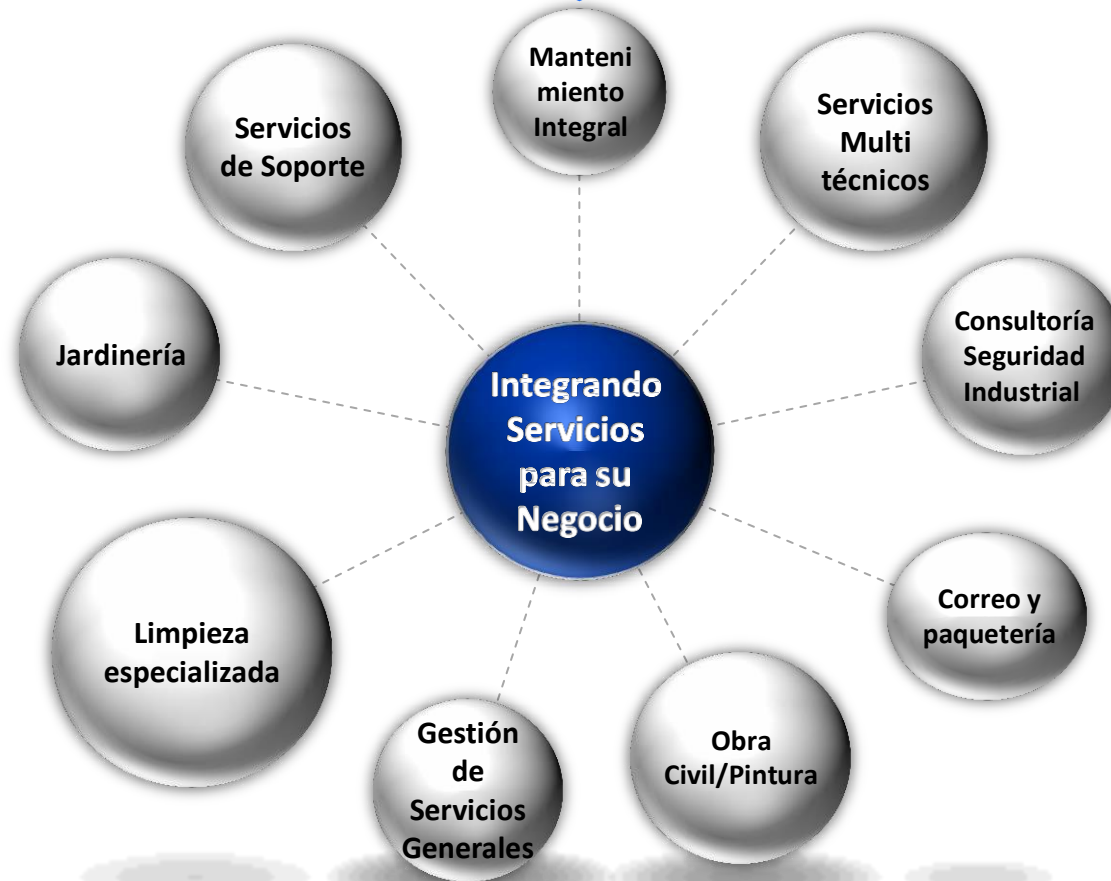 Manteni
miento
Integral
Servicios
de Soporte
Servicios
Multi
técnicos
Jardinería
Consultoría
Seguridad
Industrial
Integrando
Servicios
para su
Negocio
Limpieza
especializada
Correo y
paquetería
Gestión
de
Servicios
Generales
Obra
Civil/Pintura